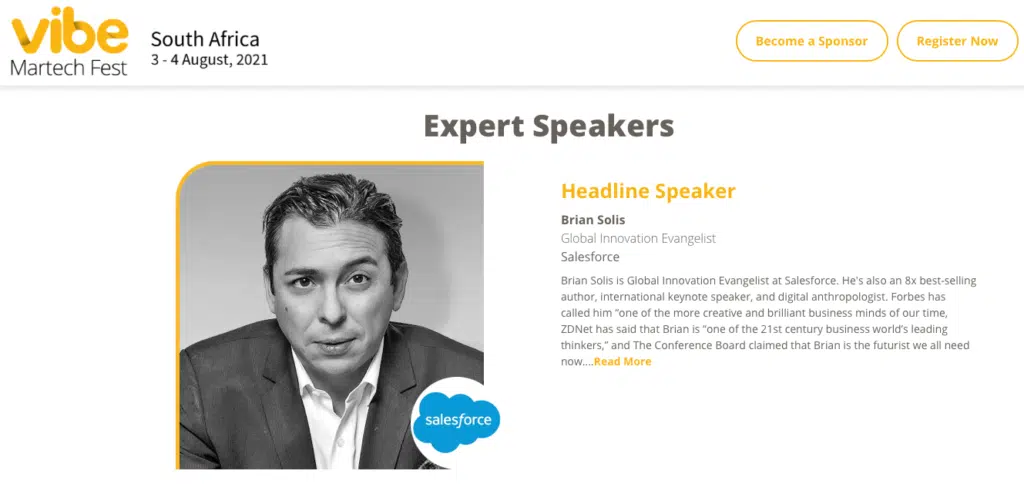 vibe
Martech Fest
South Africa
3 - 4 August, 2021
Become a Sponsor
Register Now
Expert Speakers
Headline Speaker
Brian Solis
Global Innovation Evangelist
Salesforce
Brian Solis is Global Innovation Evangelist at Salesforce. He's also an 8x best-selling
author, international keynote speaker, and digital anthropologist. Forbes has
called him “one of the more creative and brilliant business minds of our time,
ZDNet has said that Brian is “one of the 21st century business world’s leading
thinkers,” and The Conference Board claimed that Brian is the futurist we all need
now....Read More
salesforce